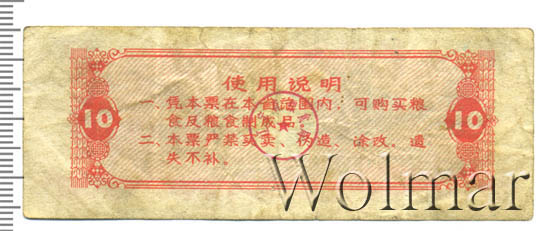 使用说明
一、凭本票在本省范围内，可购买粮
食反粮食制成品。
10 10
二、本票严禁买卖、伪造、涂改。遗
失不补。
Wolmar